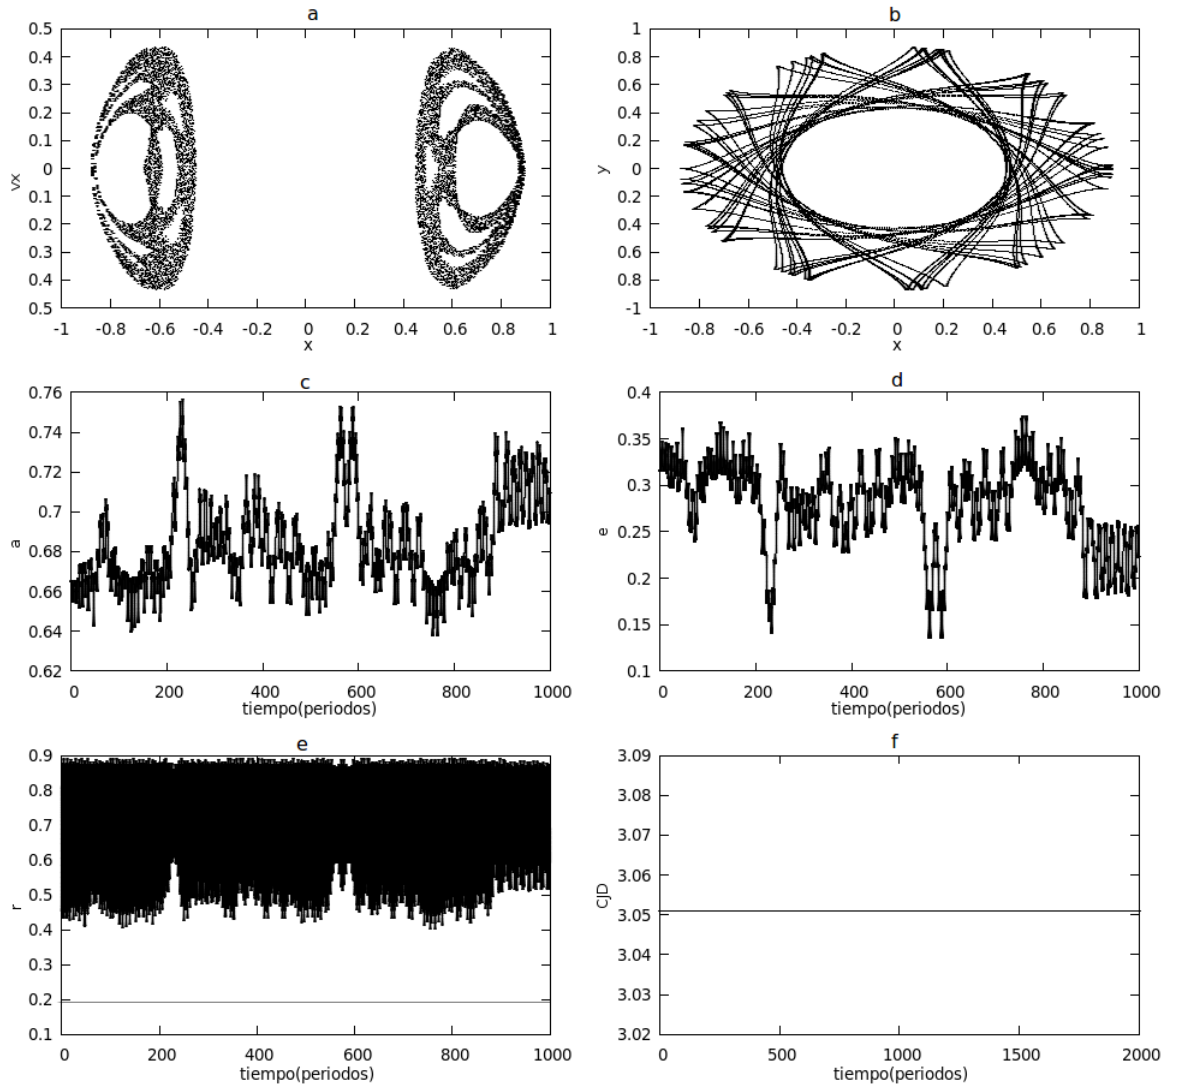 a
0.5
0.4
0.3
0.2
0.1
0
0.1
0.2
0.3
0.4
0.5
vx
-1 -0.8 -0.6 -0.4 -0.2 0 0.2 0.4 0.6 0.8 1
x
b
1
0.8
0.6
0.4
0.2
0
0.2
0.4
0.6
0.8
-1
y
-1 -0.8 -0.6 -0.4 -0.2 0 0.2 0.4 0.6 0.8 1
x
c
0.76
0.74
0.72
0.7
0.68
0.66
0.64
0.62
a
0 200 400 600 800 1000
tiempo(periodos)
d
0.4
0.35
0.3
0.25
0.2
0.15
0.1
e
0 200 400 600 800 1000
tiempo(periodos)
e
0.9
0.8
0.7
0.6
0.5
0.4
0.3
0.2
0.1
r
0 200 400 600 800 1000
tiempo(periodos)
f
3.09
3.08
3.07
3.06
3.05
3.04
3.03
3.02
CJD
0 500 1000 1500 2000
tiempo(periodos)